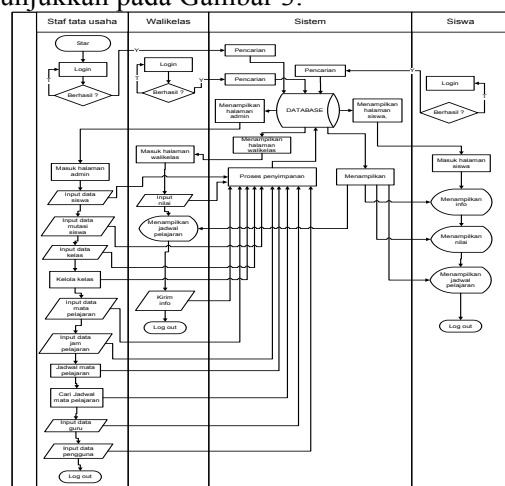 unjukkan pada Gambar 3.
Staf tata usaha
Walikelas
Sistem
Siswa
Star
Login
Berhasil ?
Y
T
Login
Berhasil ?
Y
T
Pencarian
Pencarian
Pencarian
DATABASE
Menampilkan
halaman
admin
Menampilkan
halaman
walikelas
Menampilkan
halaman
siswa,
Login
Berhasil ?
Y
T
Masuk halaman
admin
Masuk halaman
walikelas
Masuk halaman
siswa
Proses penyimpanan
Menampilkan
Input data
siswa
Input data
mutasi
siswa
Input data
kelas
Kelola kelas
Input data
mata
pelajaran
Input data
jam
pelajaran
Jadwal mata
pelajaran
Cari Jadwal
mata pelajaran
Input data
guru
Input data
pengguna
Log out
Input
nilai
Menampilkan
jadwal
pelajaran
Kirim
info
Log out
Menampilkan
info
Menampilkan
nilai
Menampilkan
jadwal
pelajaran
Log out